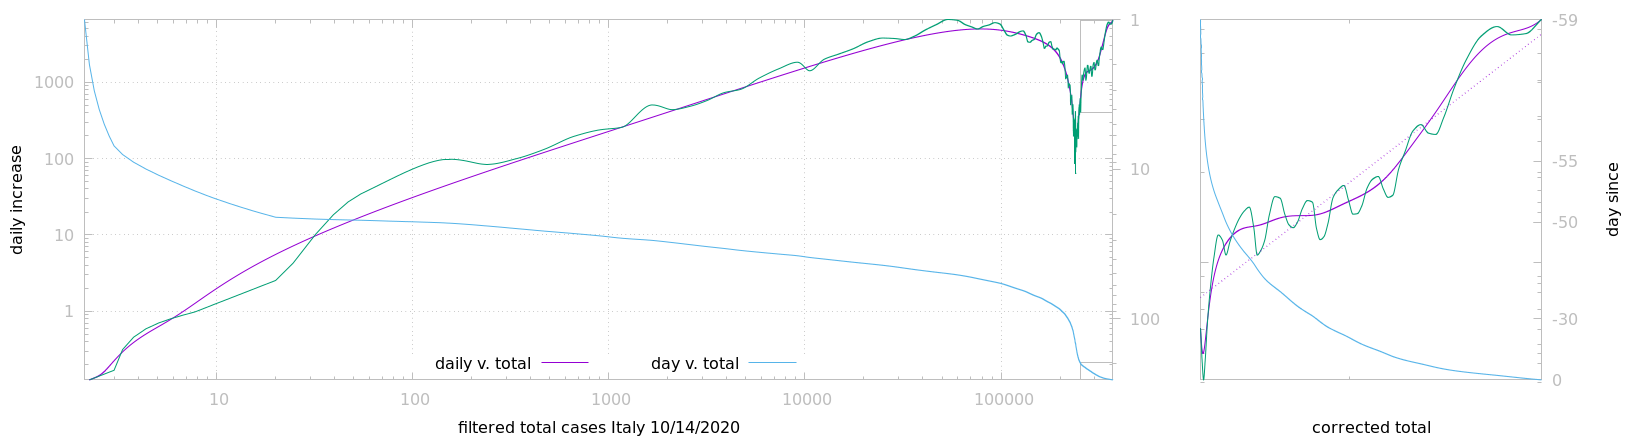 daily increase
1000
100
10
1
10
100
1000
10000
100000
1
10
100
daily v. total
day v. total
filtered total cases Italy 10/14/2020
-59
-55
-50
-30
0
day since
corrected total